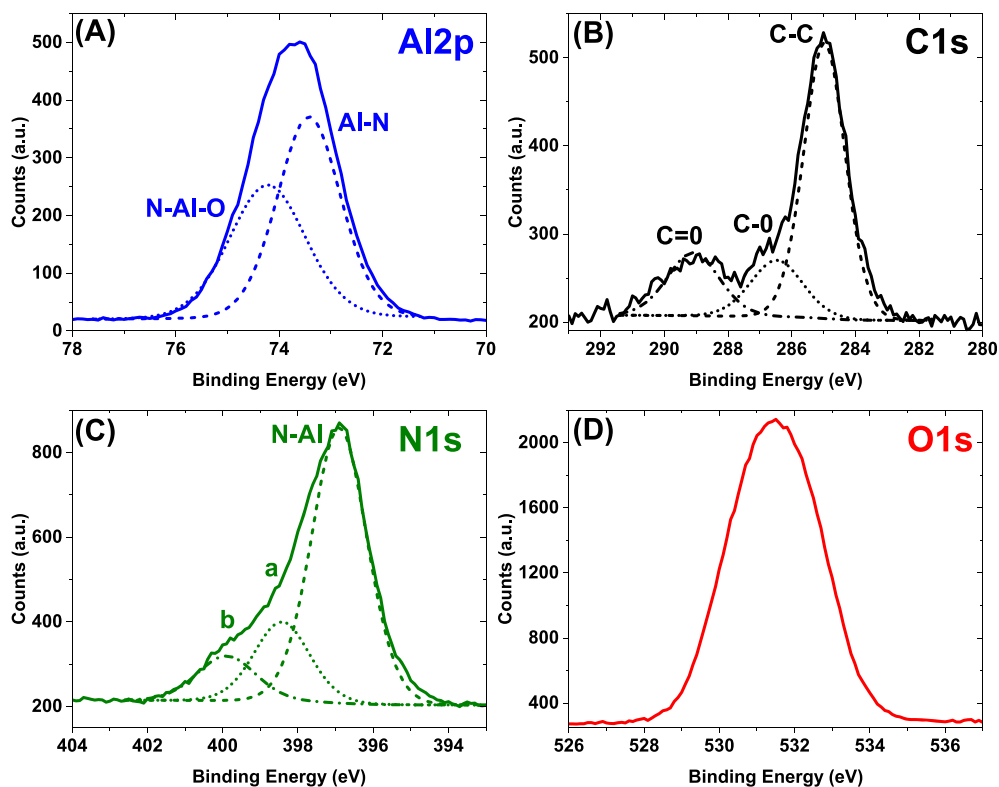 (A)
Al2p
500
400
300
200
100
0
Counts (a.u.)
Al-N
N-Al-O
78
76
74
72
70
Binding Energy (eV)
(B)
C1s
C-C
C-0
C=0
500
400
300
200
Counts (a.u.)
292
290
288
286
284
282
280
Binding Energy (eV)
(C)
N1s
N-Al
a
b
800
600
400
200
Counts (a.u.)
404
402
400
398
396
394
Binding Energy (eV)
(D)
O1s
2000
1600
1200
800
400
Counts (a.u.)
526
528
530
532
534
536
Binding Energy (eV)